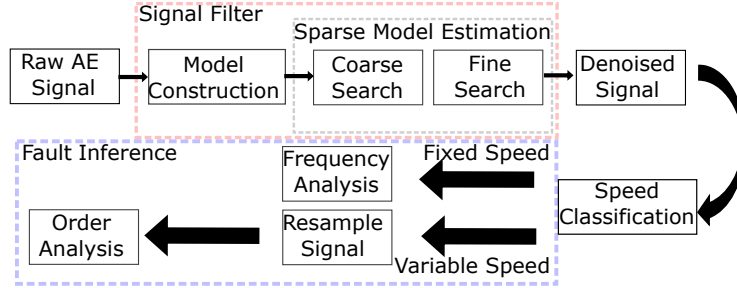 Signal Filter
Sparse Model Estimation
Raw AE
Signal
Model
Construction
Coarse
Search
Fine
Search
Denoised
Signal
Fault Inference
Frequency
Analysis
Fixed Speed
Speed
Classification
Order
Analysis
Resample
Signal
Variable Speed